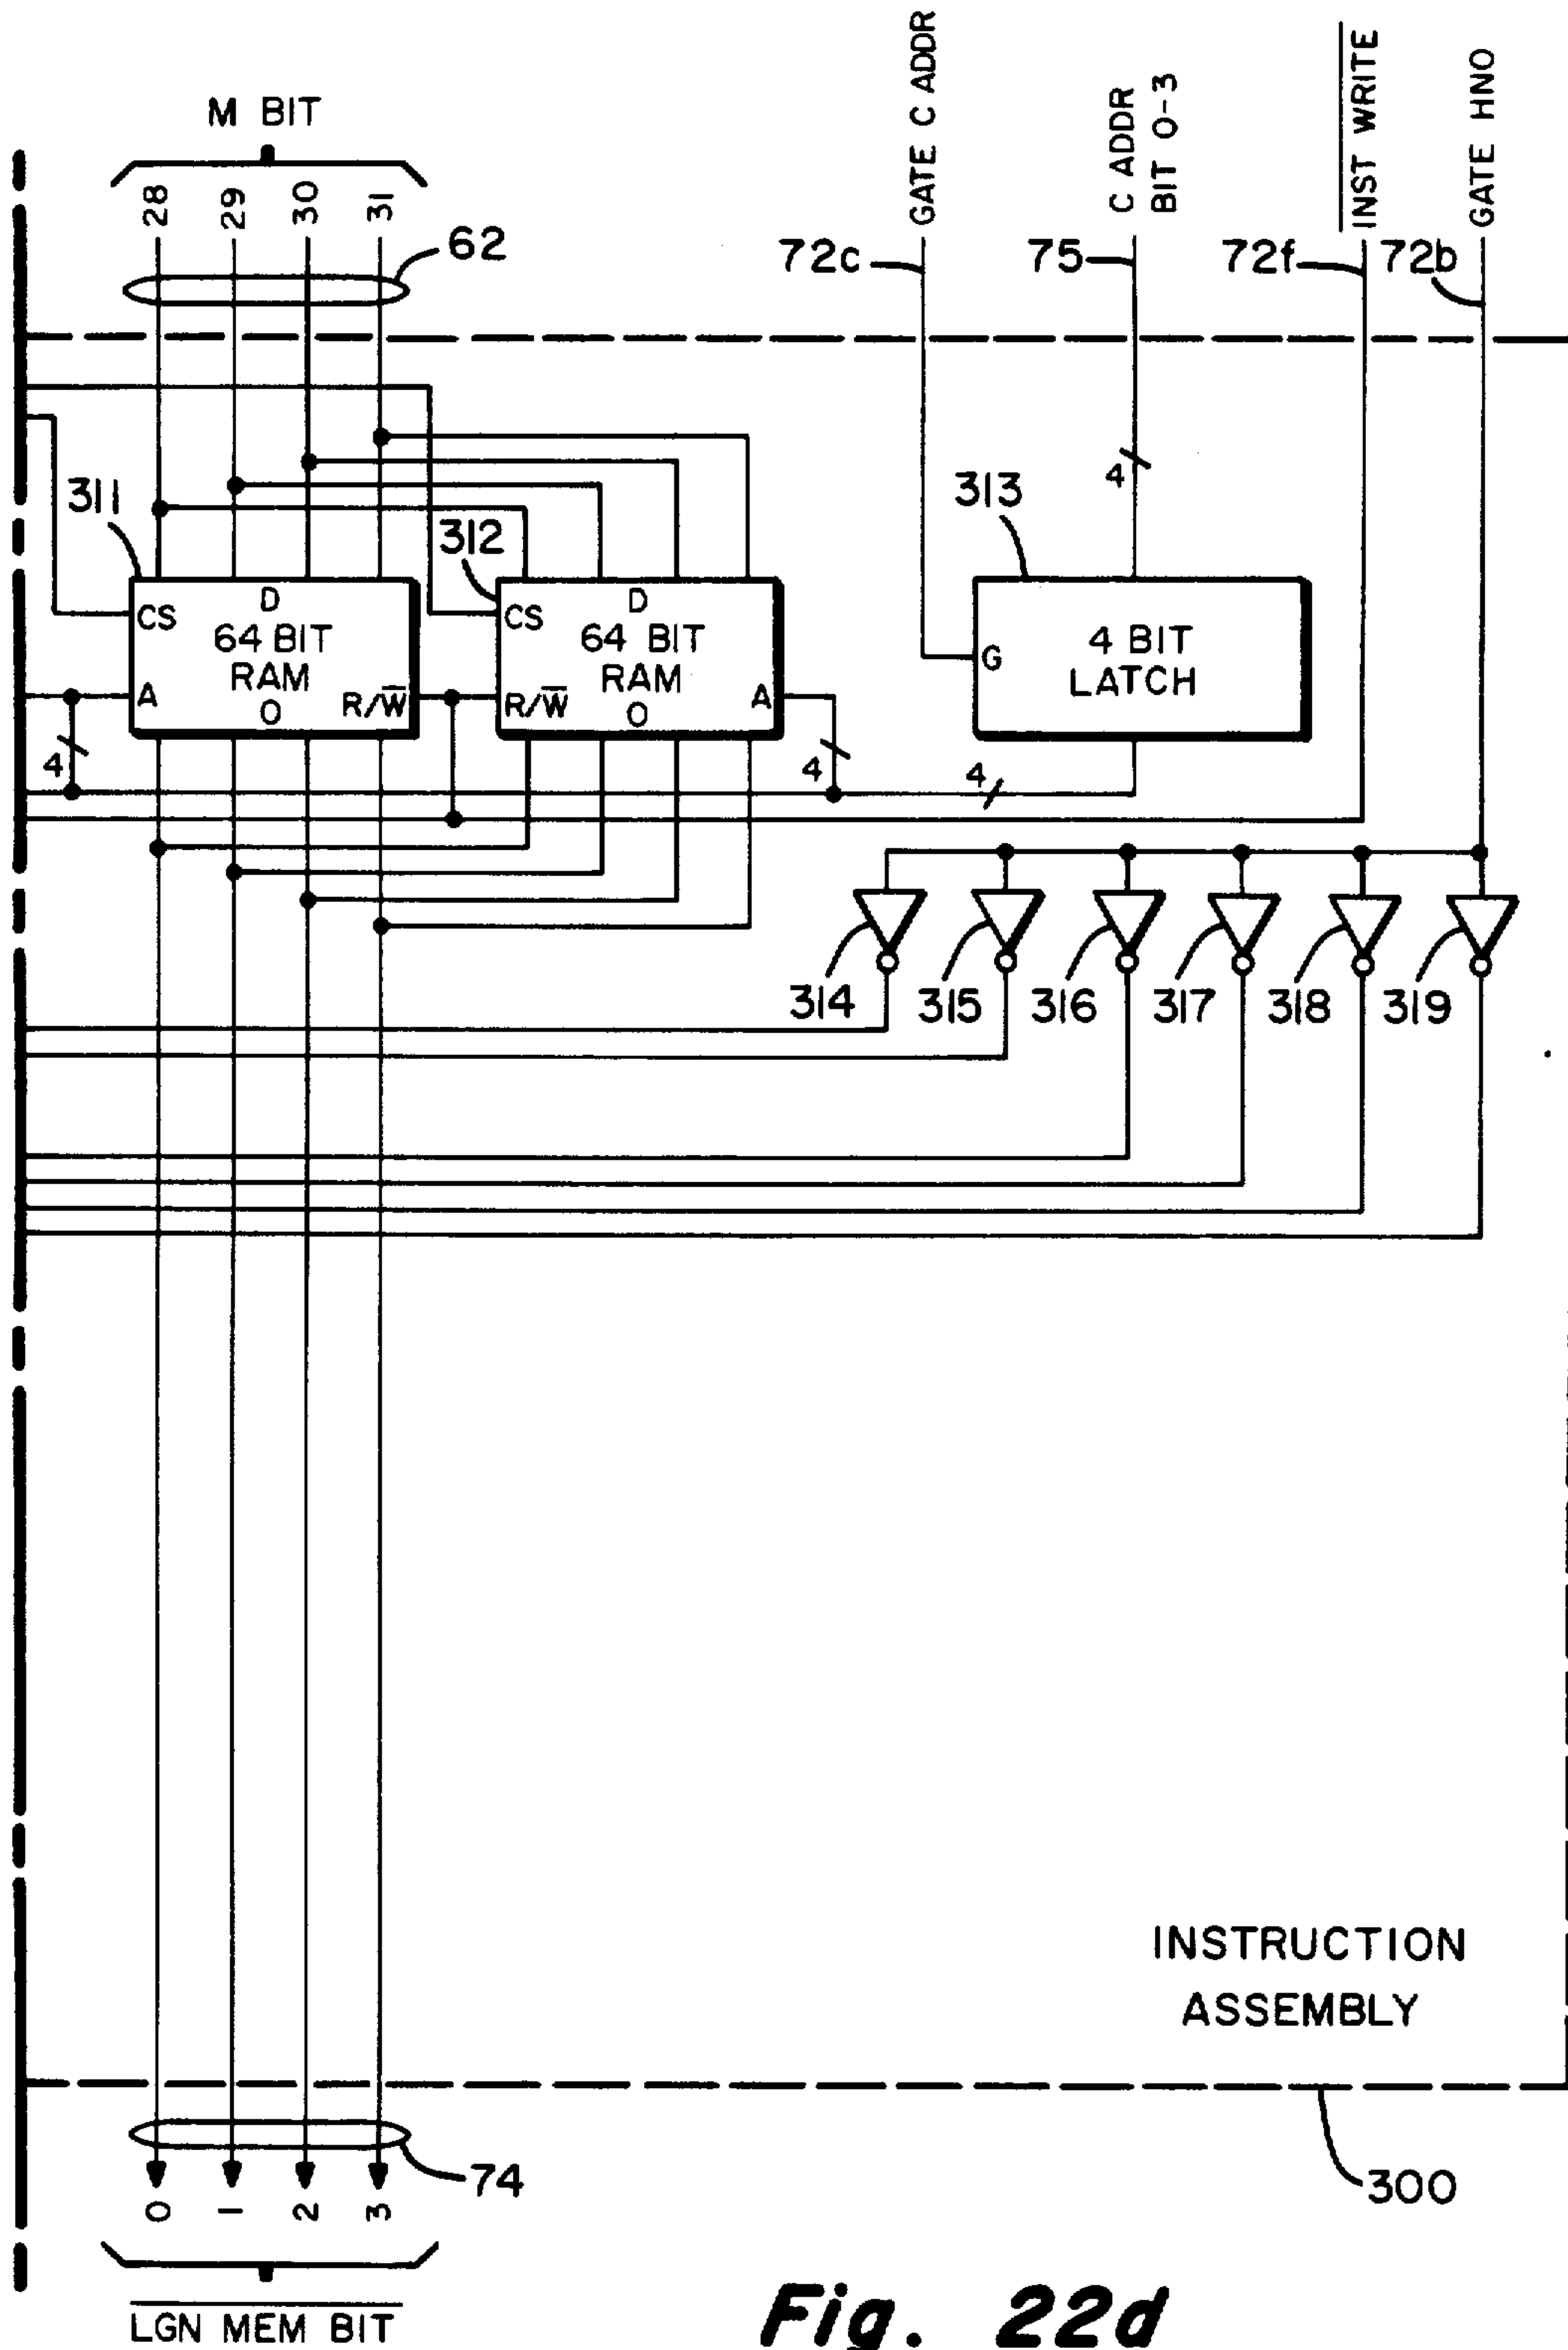 M BIT
28
29
30
31
62
GATE C ADDR
C ADDR
BIT 0-3
INST WRITE
GATE HNO
72c
75
72f
72b
4
311
312
313
CS
D
64 BIT
RAM
A
O
R/W
CS
D
64 BIT
RAM
R/W
O
A
G
4 BIT
LATCH
4
4
4
314
315
316
317
318
319
INSTRUCTION
ASSEMBLY
300
74
0
1
2
3
LGN MEM BIT
Fig. 22d